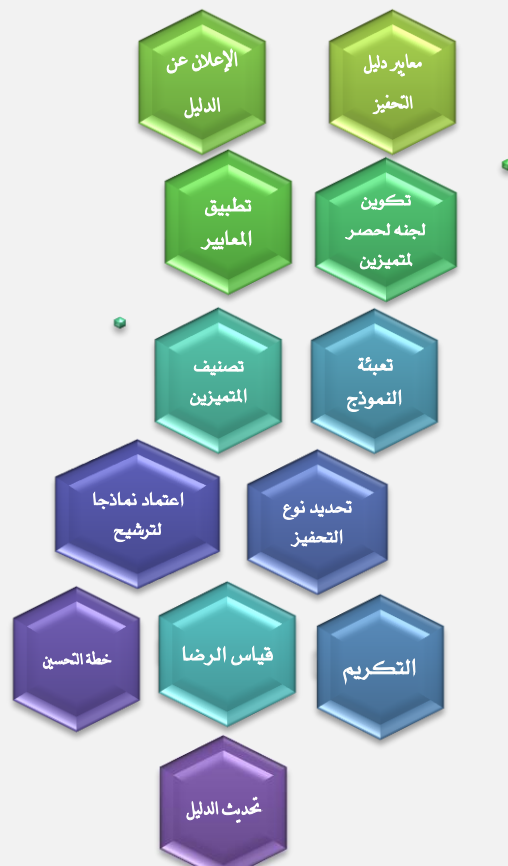 معايير دليل
التحفيز
الإعلان عن
الدليل
تكوين
لجنه لحصر
لمتميزين
تطبيق
المعايير
تعبئة
النموذج
تصنيف
المتميزين
تحديد نوع
التحفيز
اعتماد نماذجا
لترشيح
التكريم
قياس الرضا
خطة التحسين
تحديث الدليل